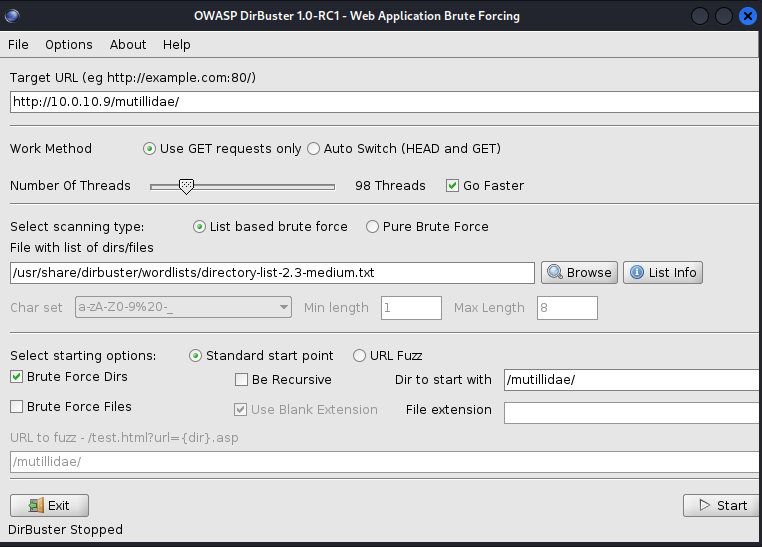 OWASP DirBuster 1.0-RC1 - Web Application Brute Forcing
File Options About Help
Target URL (eg http://example.com:80/)
http://10.0.10.9/mutillidae/
Work Method Use GET requests only Auto Switch (HEAD and GET)
Number Of Threads 98 Threads Go Faster
Select scanning type: List based brute force Pure Brute Force
File with list of dirs/files
/usr/share/dirbuster/wordlists/directory-list-2.3-medium.txt Browse List Info
Char set a-zA-Z0-9%20-_ Min length 1 Max Length 8
Select starting options: Standard start point URL Fuzz
Brute Force Dirs Be Recursive Dir to start with /mutillidae/
Brute Force Files Use Blank Extension File extension
URL to fuzz - /test.html?url={dir}.asp
/mutillidae/
Exit Start
DirBuster Stopped